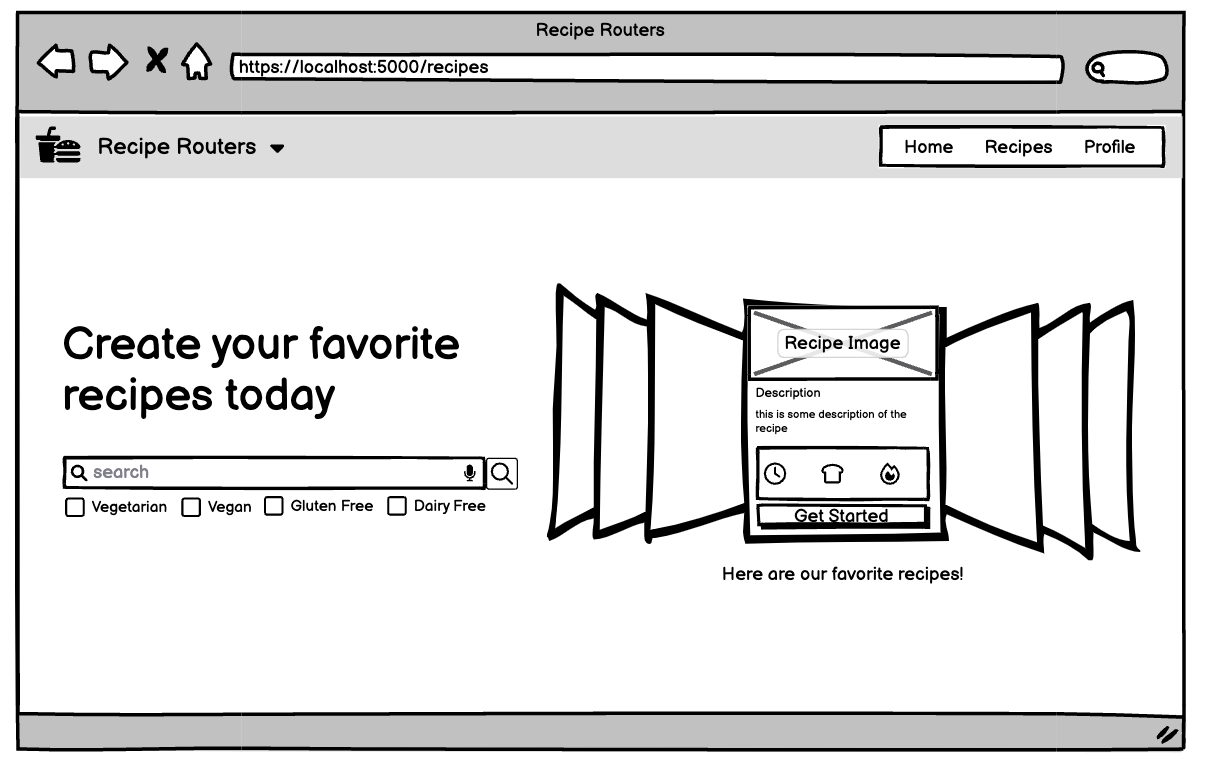 Recipe Routers
https://localhost:5000/recipes
Recipe Routers
Home Recipes Profile
Create your favorite
recipes today
search
Vegetarian Vegan Gluten Free Dairy Free
Recipe Image
Description
this is some description of the
recipe
Get Started
Here are our favorite recipes!